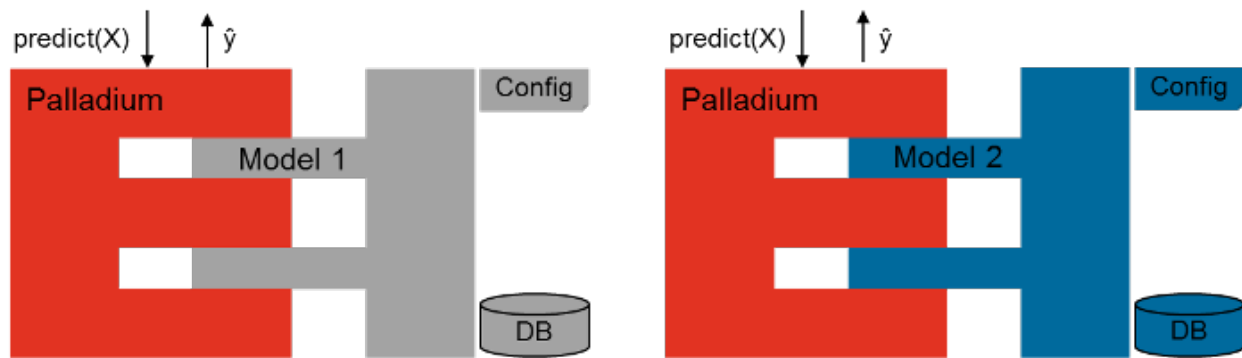 predict(X) ŷ
Palladium
Config
Model 1
DB
predict(X) ŷ
Palladium
Config
Model 2
DB